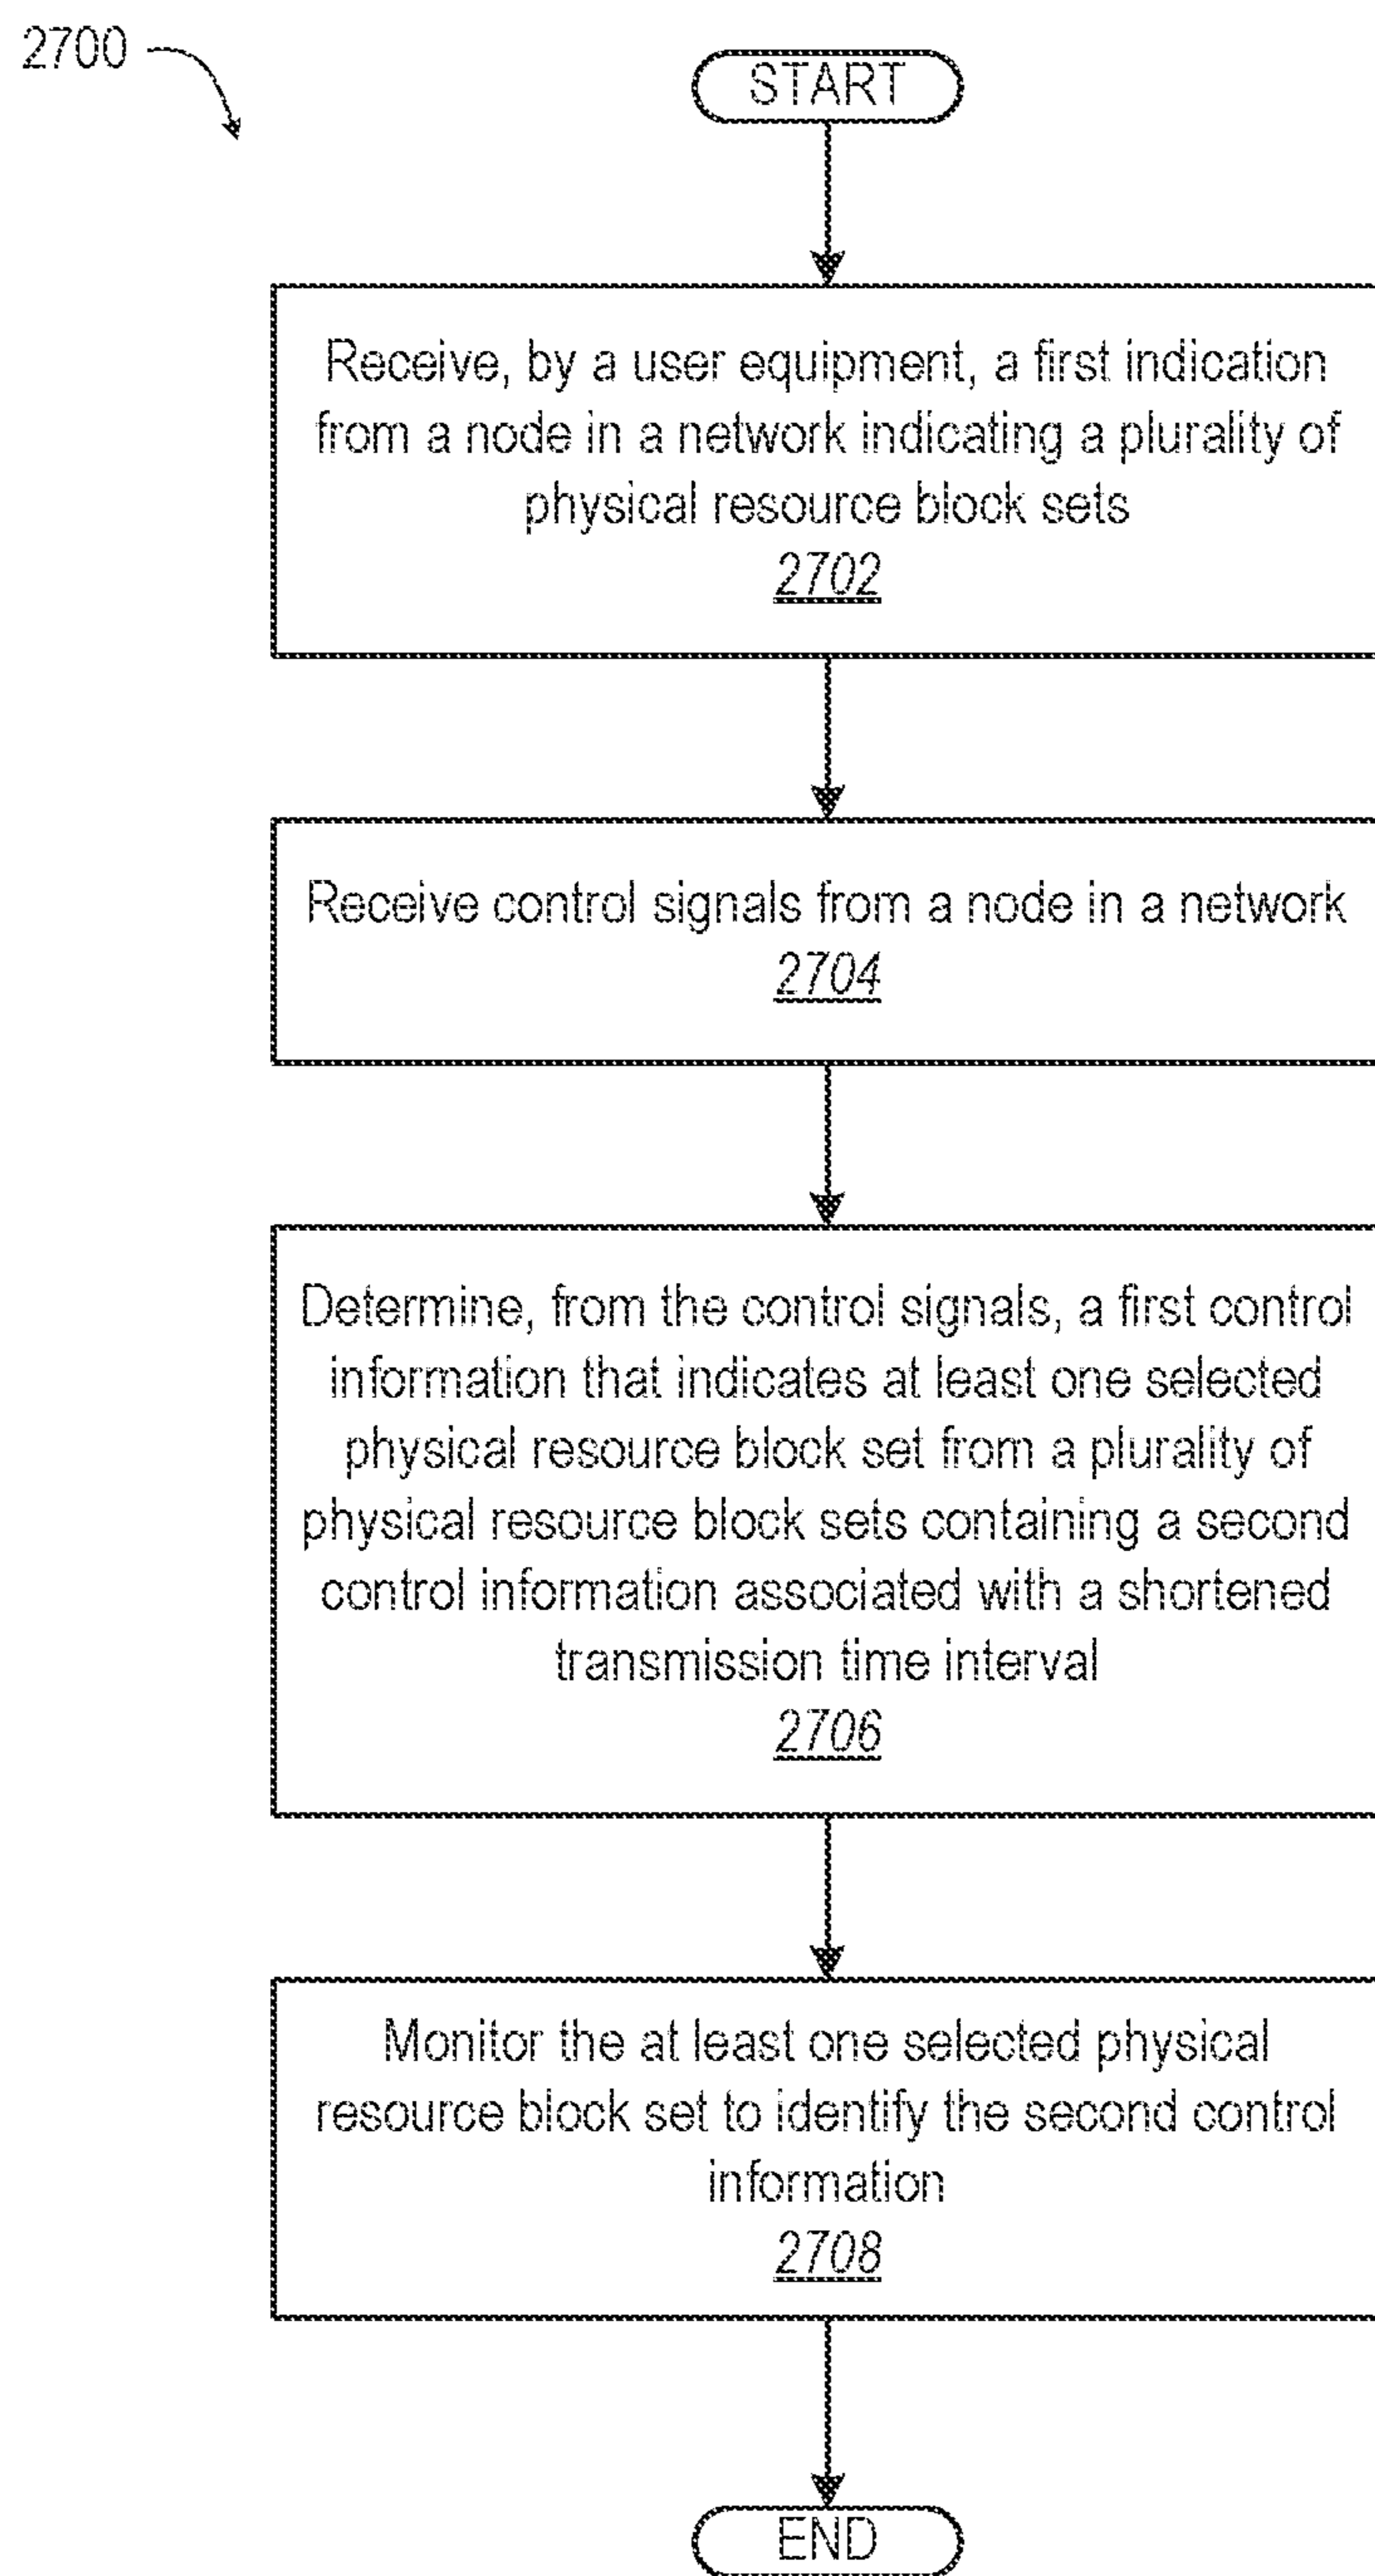 2700
START
Receive, by a user equipment, a first indication
from a node in a network indicating a plurality of
physical resource block sets
2702
Receive control signals from a node in a network
2704
Determine, from the control signals, a first control
information that indicates at least one selected
physical resource block set from a plurality of
physical resource block sets containing a second
control information associated with a shortened
transmission time interval
2706
Monitor the at least one selected physical
resource block set to identify the second control
information
2708
END